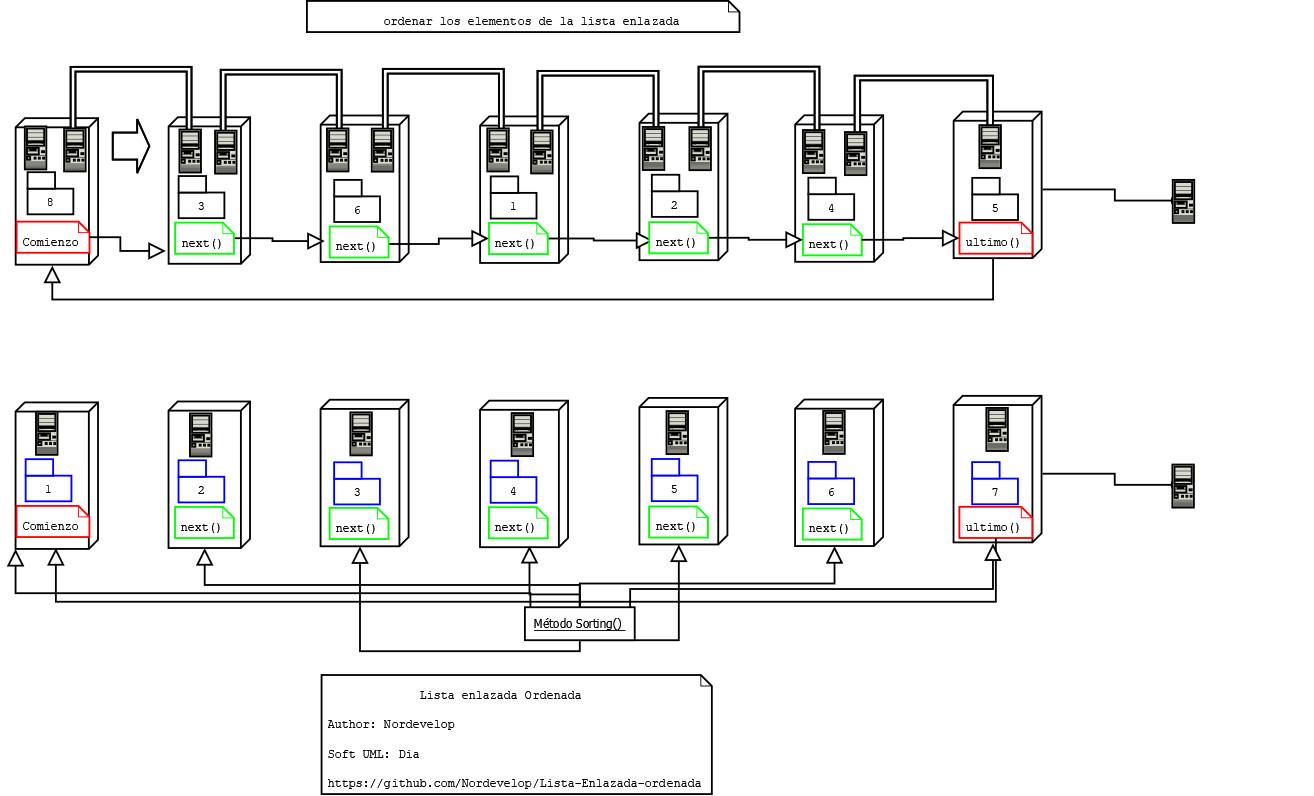 ordenar los elementos de la lista enlazada
8
3
6
1
2
4
5
Comienzo
next()
next()
next()
next()
next()
ultimo()
1
2
3
4
5
6
7
Comienzo
next()
next()
next()
next()
next()
ultimo()
Método Sorting()
Lista enlazada Ordenada
Author: Nordevelop
Soft UML: Dia
https://github.com/Nordevelop/Lista-Enlazada-ordenada